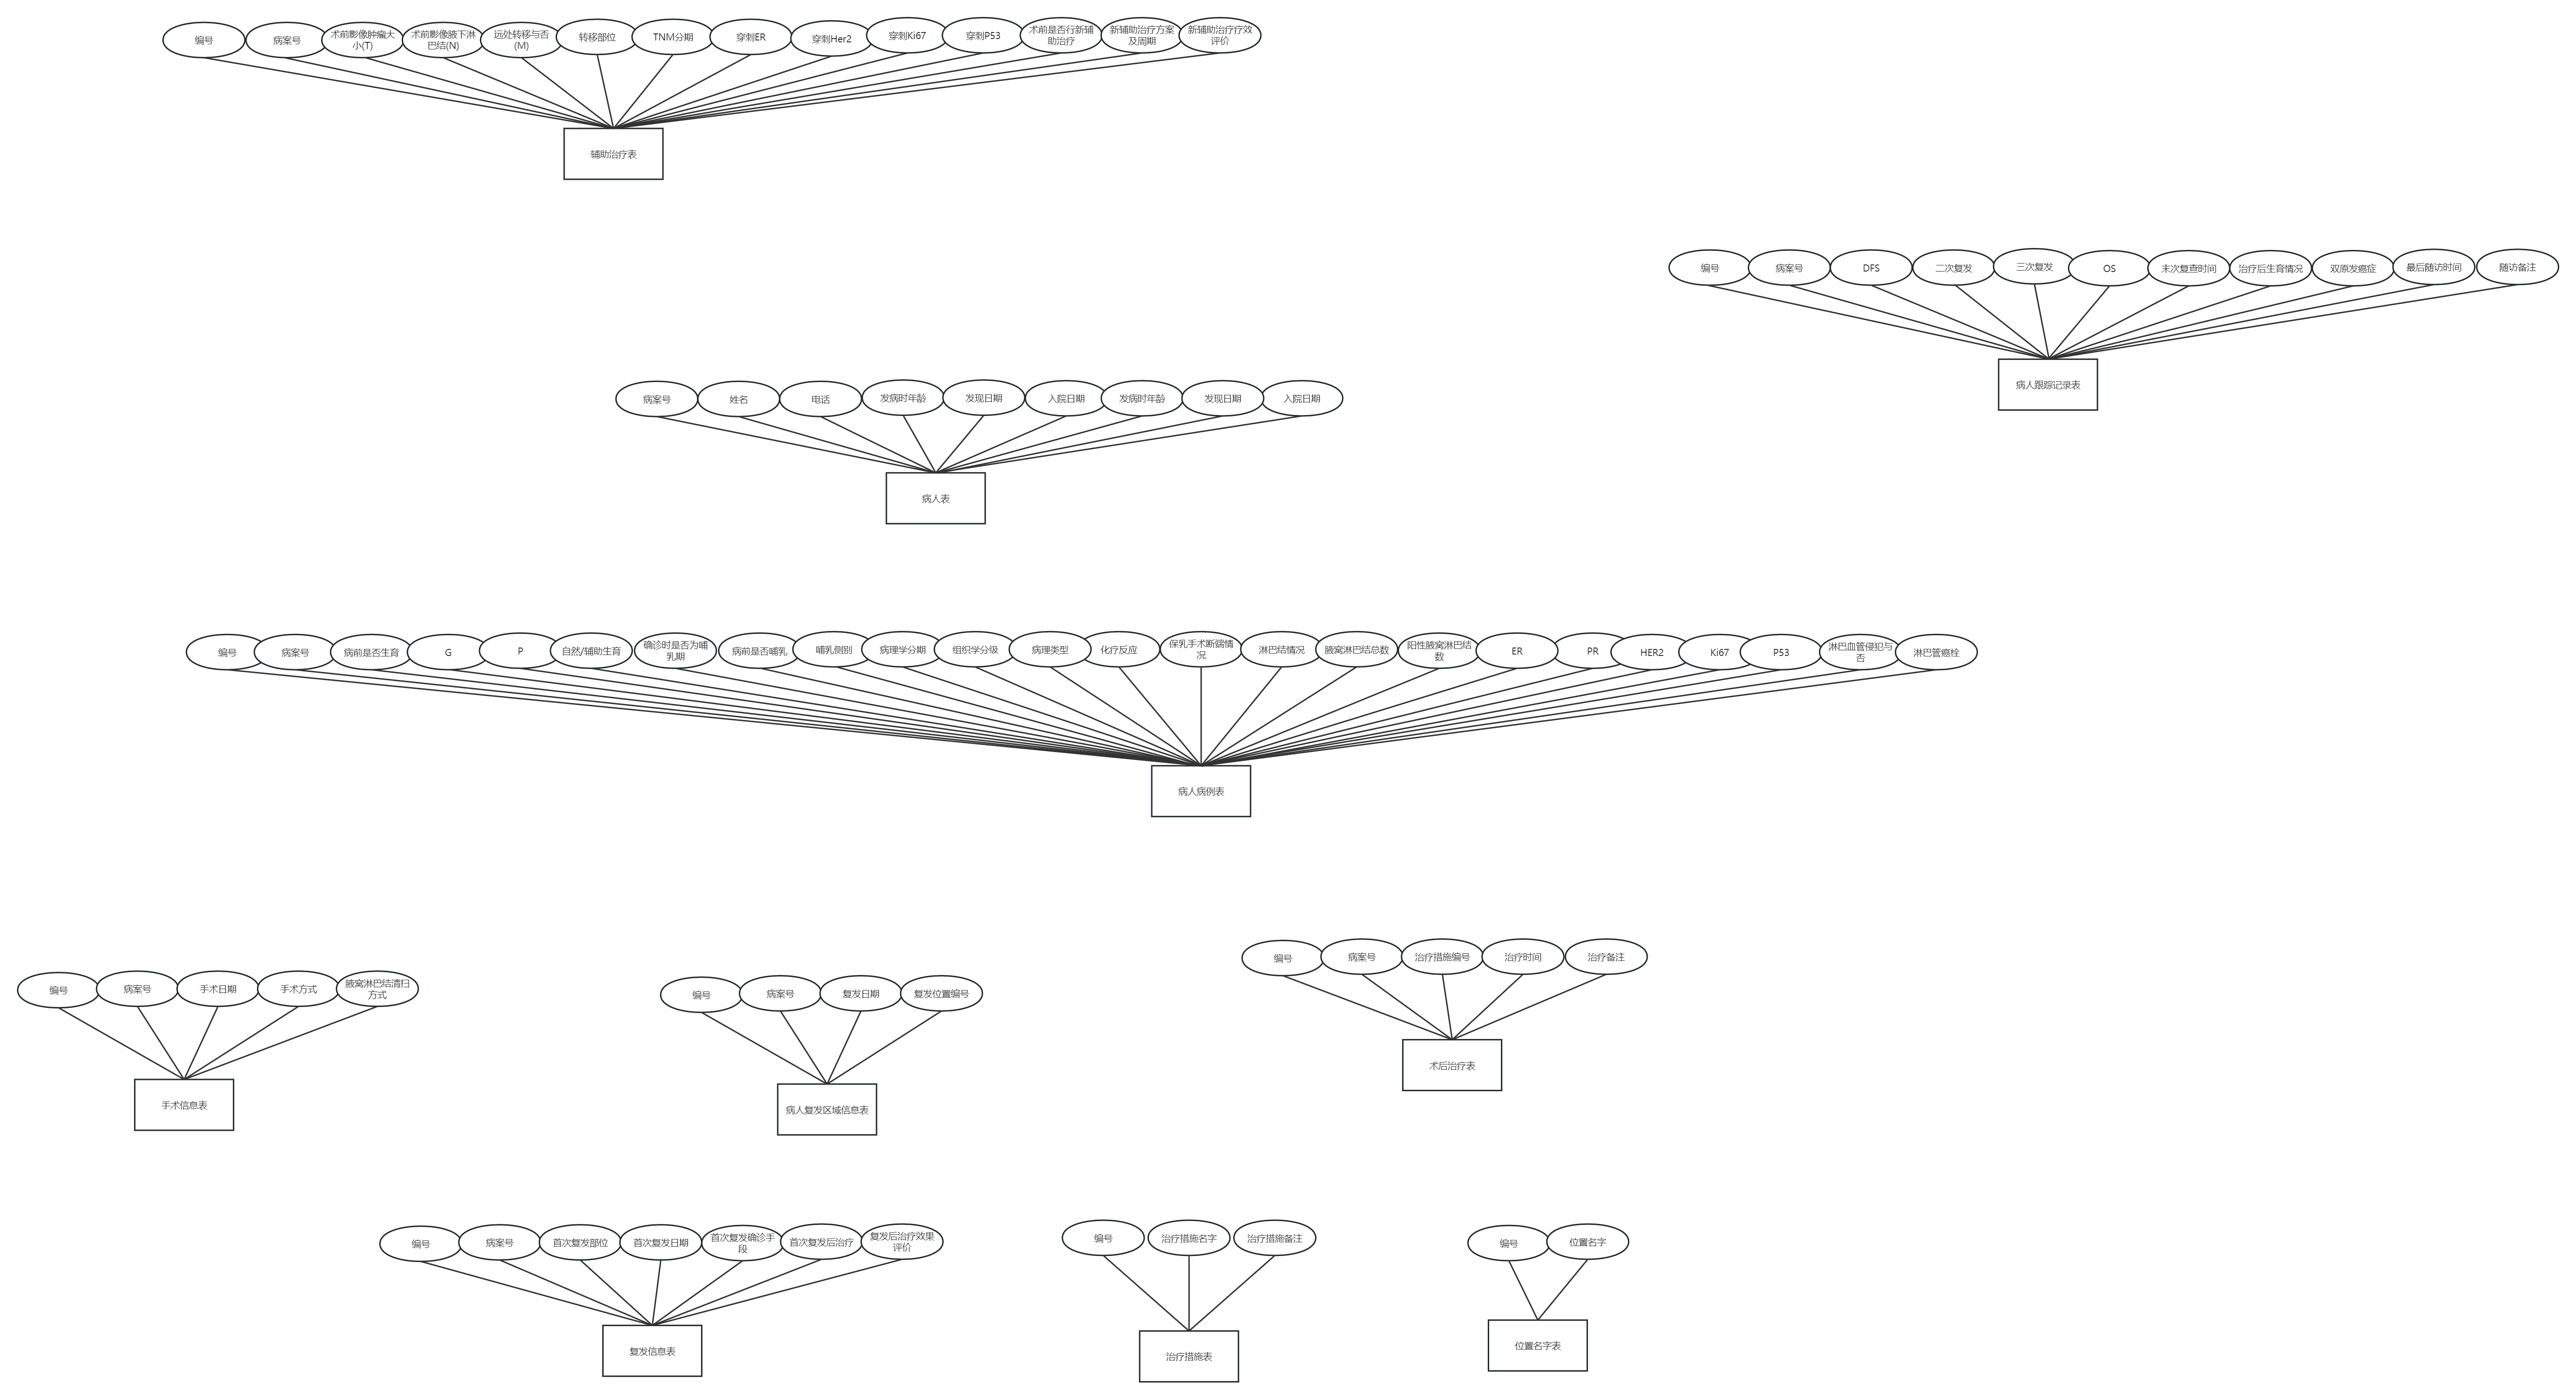 编号
病案号
术前影像肿瘤大
小(T)
术前影像腋下淋
巴结(N)
远处转移与否
(M)
转移部位
TNM分期
穿刺ER
穿刺Her2
穿刺Ki67
穿刺P53
术前是否行新辅
助治疗
新辅助治疗方案
及周期
新辅助治疗疗效
评价
辅助治疗表
编号
病案号
DFS
二次复发
三次复发
OS
末次复查时间
治疗后生育情况
双原发癌症
最后随访时间
随访备注
病人跟踪记录表
病案号
姓名
电话
发病时年龄
发现日期
入院日期
发病时年龄
发现日期
入院日期
病人表
编号
病案号
病前是否生育
G
P
自然/辅助生育
确诊时是否为哺
乳期
病前是否哺乳
哺乳侧别
病理学分期
组织学分级
病理类型
化疗反应
保乳手术断端情
况
淋巴结情况
腋窝淋巴结总数
阳性腋窝淋巴结
数
ER
PR
HER2
Ki67
P53
淋巴血管侵犯与
否
淋巴管癌栓
病人病例表
编号
病案号
手术日期
手术方式
腋窝淋巴结清扫
方式
手术信息表
编号
病案号
复发日期
复发位置编号
病人复发区域信息表
编号
病案号
治疗措施编号
治疗时间
治疗备注
术后治疗表
编号
病案号
首次复发部位
首次复发日期
首次复发确诊手
段
首次复发后治疗
复发后治疗效果
评价
复发信息表
编号
治疗措施名字
治疗措施备注
治疗措施表
编号
位置名字
位置名字表